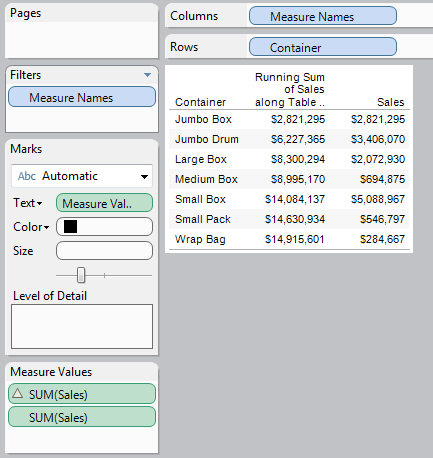 Pages
Columns
Measure Names
Rows
Container
Filters
Measure Names
Marks
Abc Automatic
Text
Measure Val..
Color
Size
Level of Detail
Measure Values
SUM(Sales)
SUM(Sales)
Running Sum
of Sales
Container along Table .. Sales
Jumbo Box $2,821,295 $2,821,295
Jumbo Drum $6,227,365 $3,406,070
Large Box $8,300,294 $2,072,930
Medium Box $8,995,170 $694,875
Small Box $14,084,137 $5,088,967
Small Pack $14,630,934 $546,797
Wrap Bag $14,915,601 $284,667